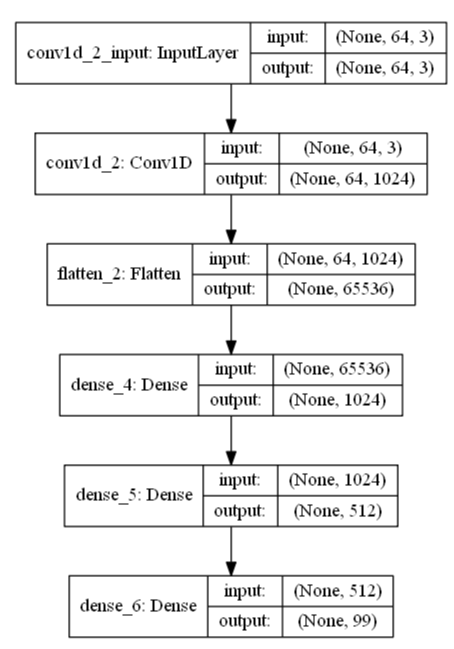 conv1d_2_input: InputLayer
input: (None, 64, 3)
output: (None, 64, 3)
conv1d_2: Conv1D
input: (None, 64, 3)
output: (None, 64, 1024)
flatten_2: Flatten
input: (None, 64, 1024)
output: (None, 65536)
dense_4: Dense
input: (None, 65536)
output: (None, 1024)
dense_5: Dense
input: (None, 1024)
output: (None, 512)
dense_6: Dense
input: (None, 512)
output: (None, 99)